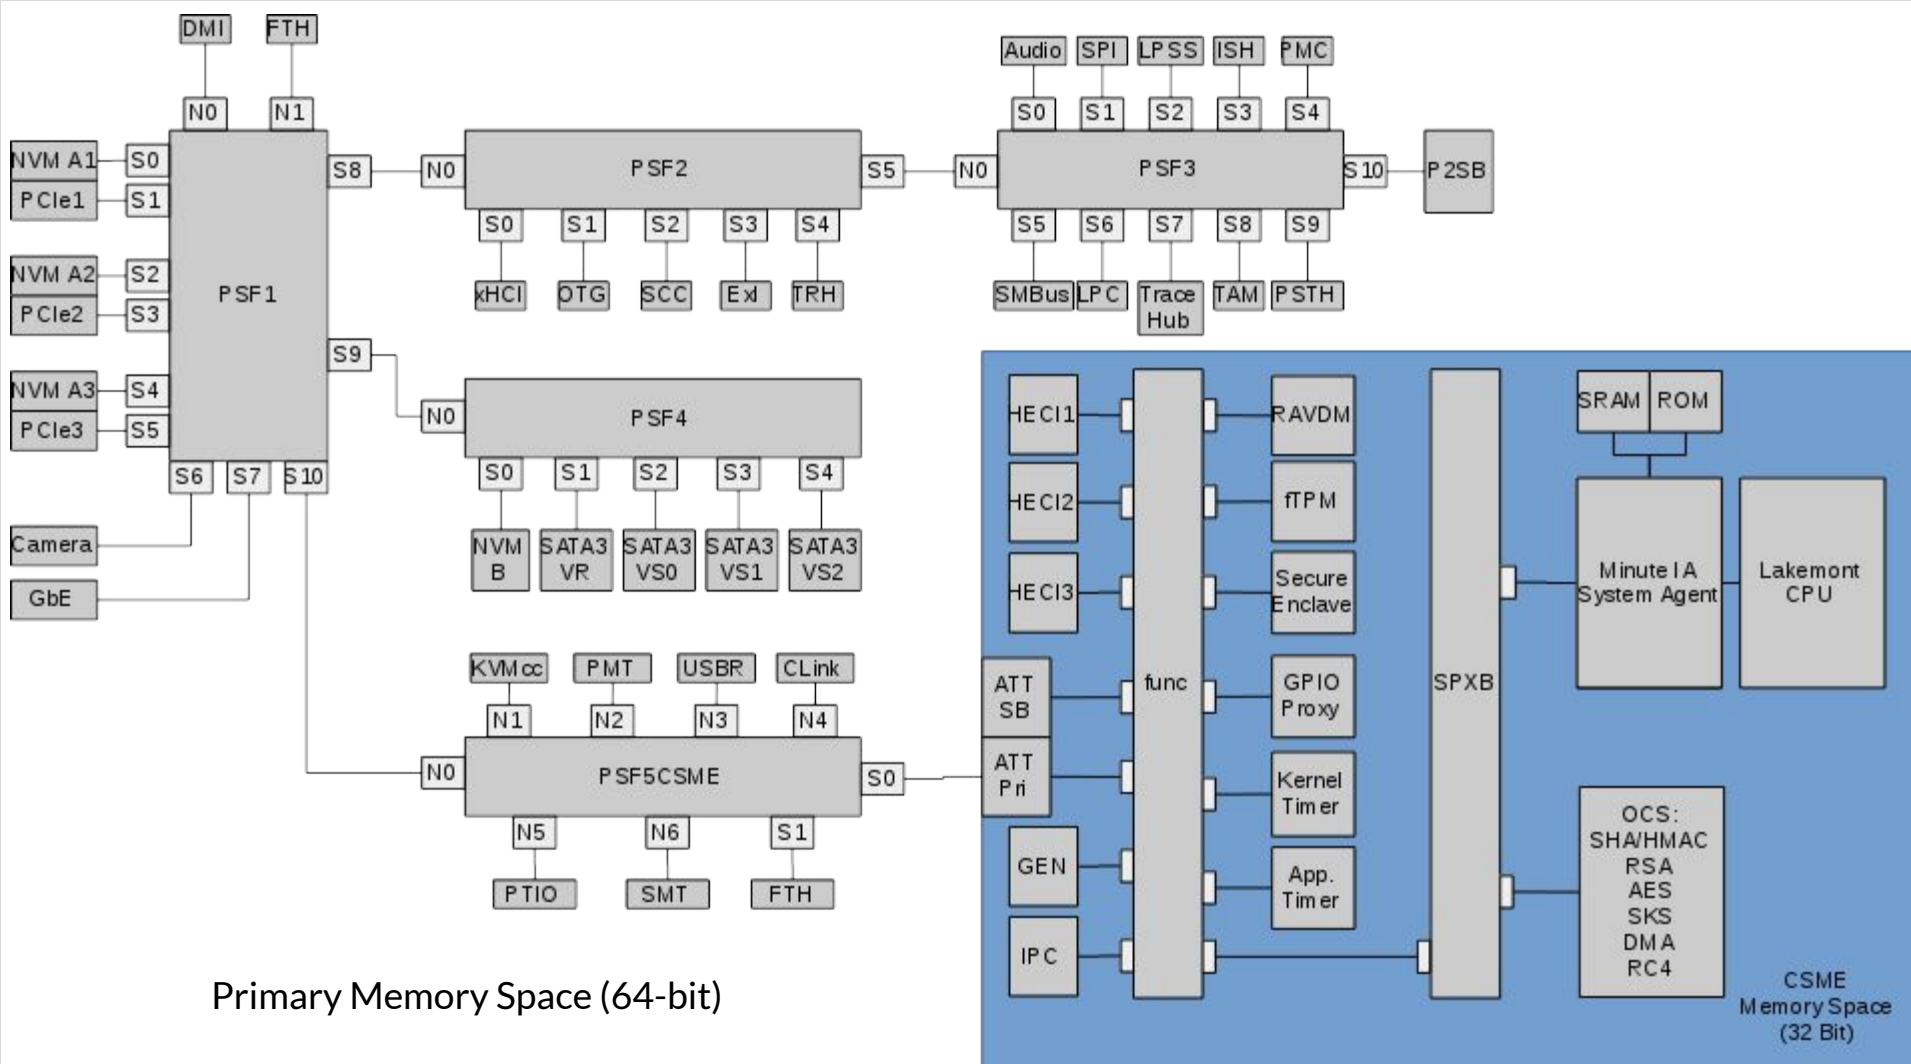 DMI
FTH
N0
N1
NVM A1
S0
PCIe1
S1
NVM A2
S2
PCIe2
S3
NVM A3
S4
PCIe3
S5
PSF1
S8
S9
S6
S7
S10
Camera
GbE
N0
PSF2
S5
S0
S1
S2
S3
S4
xHCI
OTG
SCC
ExI
TRH
Audio
SPI
LPSS
ISH
PMC
S0
S1
S2
S3
S4
N0
PSF3
S10
P2SB
S5
S6
S7
S8
S9
SMBus
LPC
Trace
Hub
TAM
PSTH
N0
PSF4
S0
S1
S2
S3
S4
NVM
B
SATA3
VR
SATA3
VS0
SATA3
VS1
SATA3
VS2
KVMcc
PMT
USBR
CLink
N1
N2
N3
N4
N0
PSF5CSME
S0
N5
N6
S1
PTIO
SMT
FTH
Primary Memory Space (64-bit)
HECI1
HECI2
HECI3
ATT
SB
ATT
Pri
GEN
IPC
func
RAVDM
fTPM
Secure
Enclave
GPIO
Proxy
Kernel
Timer
App.
Timer
SPXB
SRAM
ROM
Minute IA
System Agent
Lakemont
CPU
OCS:
SHA/HMAC
RSA
AES
SKS
DMA
RC4
CSME
Memory Space
(32 Bit)